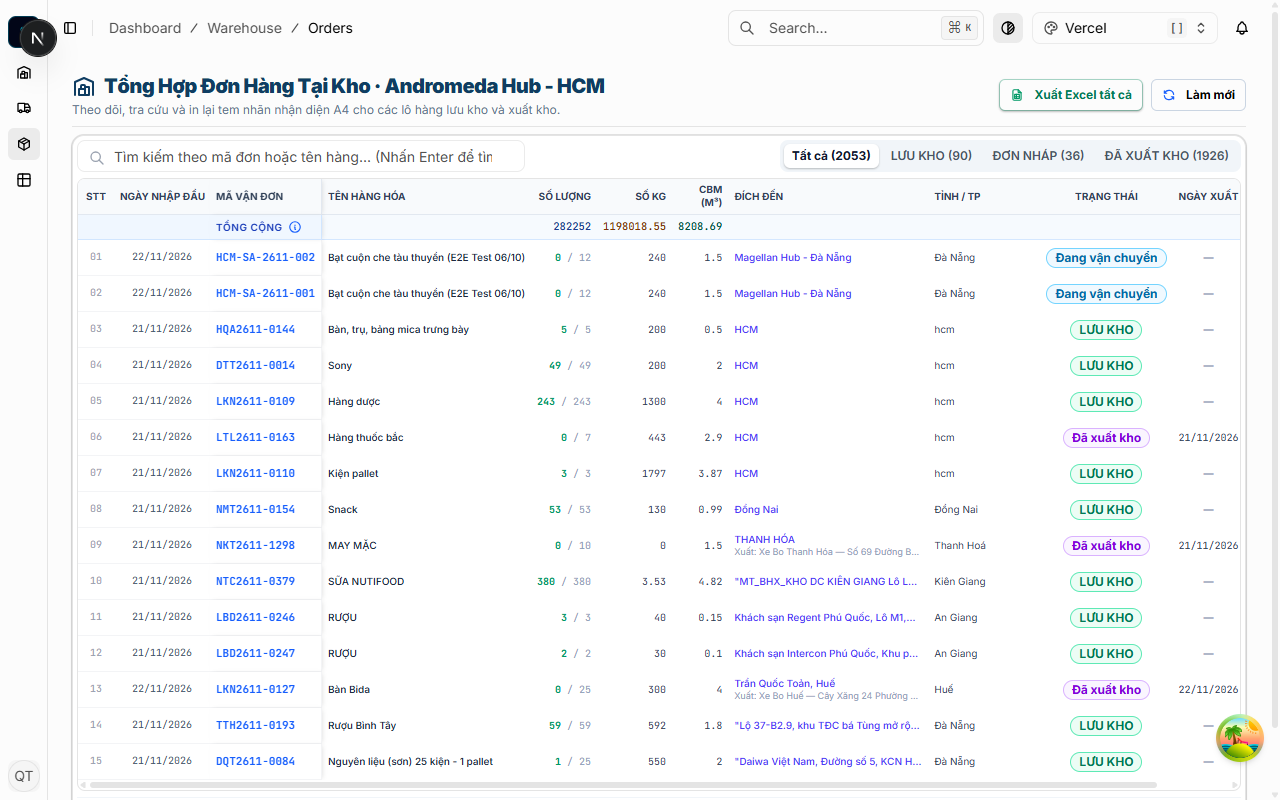 N
Dashboard / Warehouse / Orders
Search...
⌘ K
Vercel
[ ]
Tổng Hợp Đơn Hàng Tại Kho · Andromeda Hub - HCM
Theo dõi, tra cứu và in lại tem nhãn nhận diện A4 cho các lô hàng lưu kho và xuất kho.
Xuất Excel tất cả
Làm mới
Tìm kiếm theo mã đơn hoặc tên hàng... (Nhấn Enter để tìn
Tất cả (2053) LƯU KHO (90) ĐƠN NHÁP (36) ĐÃ XUẤT KHO (1926)
STT NGÀY NHẬP ĐẦU MÃ VẬN ĐƠN TÊN HÀNG HÓA SỐ LƯỢNG SỐ KG CBM (M³) ĐÍCH ĐẾN TỈNH / TP TRẠNG THÁI NGÀY XUẤT
TỔNG CỘNG 282252 1198018.55 8208.69
01 22/11/2026 HCM-SA-2611-002 Bạt cuộn che tàu thuyền (E2E Test 06/10) 0 / 12 240 1.5 Magellan Hub - Đà Nẵng Đà Nẵng Đang vận chuyển —
02 22/11/2026 HCM-SA-2611-001 Bạt cuộn che tàu thuyền (E2E Test 06/10) 0 / 12 240 1.5 Magellan Hub - Đà Nẵng Đà Nẵng Đang vận chuyển —
03 21/11/2026 HQA2611-0144 Bàn, trụ, bảng mica trưng bày 5 / 5 200 0.5 HCM hcm LƯU KHO —
04 21/11/2026 DTT2611-0014 Sony 49 / 49 200 2 HCM hcm LƯU KHO —
05 21/11/2026 LKN2611-0109 Hàng dược 243 / 243 1300 4 HCM hcm LƯU KHO —
06 21/11/2026 LTL2611-0163 Hàng thuốc bắc 0 / 7 443 2.9 HCM hcm Đã xuất kho 21/11/2026
07 21/11/2026 LKN2611-0110 Kiện pallet 3 / 3 1797 3.87 HCM hcm LƯU KHO —
08 21/11/2026 NMT2611-0154 Snack 53 / 53 130 0.99 Đồng Nai Đồng Nai LƯU KHO —
09 21/11/2026 NKT2611-1298 MAY MẶC 0 / 10 0 1.5 THANH HÓA Thanh Hoá Đã xuất kho 21/11/2026
Xuất: Xe Bo Thanh Hóa — Số 69 Đường B...
10 21/11/2026 NTC2611-0379 SỮA NUTIFOOD 380 / 380 3.53 4.82 "MT_BHX_KHO DC KIÊN GIANG Lô L... Kiên Giang LƯU KHO —
11 21/11/2026 LBD2611-0246 RƯỢU 3 / 3 40 0.15 Khách sạn Regent Phú Quốc, Lô M1,... An Giang LƯU KHO —
12 21/11/2026 LBD2611-0247 RƯỢU 2 / 2 30 0.1 Khách sạn Intercon Phú Quốc, Khu p... An Giang LƯU KHO —
13 22/11/2026 LKN2611-0127 Bàn Bida 0 / 25 300 4 Trần Quốc Toản, Huế Huế Đã xuất kho 22/11/2026
Xuất: Xe Bo Huế — Cây Xăng 24 Phường ...
14 21/11/2026 TTH2611-0193 Rượu Bình Tây 59 / 59 592 1.8 "Lộ 37-B2.9, khu TĐC bá Tùng mở rộ... Đà Nẵng LƯU KHO —
15 21/11/2026 DQT2611-0084 Nguyên liệu (sơn) 25 kiện - 1 pallet 1 / 25 550 2 "Daiwa Việt Nam, Đường số 5, KCN H... Đà Nẵng LƯU KHO —
QT